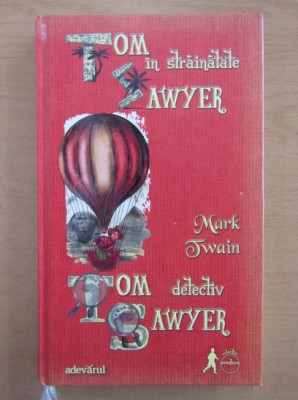 TOM
în străinătate
SAWYER
Mark
Twain
TOM detectiv
SAWYER
adevărul